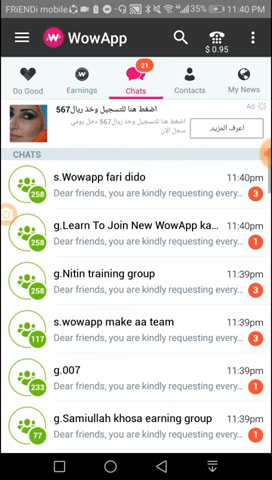 FRiENDi mobile
35% 11:40 PM
WowApp
$ 0.95
Do Good
Earnings
21
Chats
Contacts
My News
اضغط هنا للتسجيل وخذ ريال567
Ad
اضغط هنا للتسجيل وخذ ريال567 دخل يومي
سجل الان
اعرف المزيد.
CHATS
s.Wowapp fari dido
11:40pm
258
Dear friends, you are kindly requesting every...
3
g.Learn To Join New WowApp ka...
11:40pm
258
Dear friends, you are kindly requesting every...
1
g.Nitin training group
11:39pm
258
Dear friends, you are kindly requesting every...
3
s.wowapp make aa team
11:39pm
117
Dear friends, you are kindly requesting every...
3
g.007
11:39pm
233
Dear friends, you are kindly requesting every...
1
g.Samiullah khosa earning group
11:39pm
77
Dear friends, you are kindly requesting every...
1